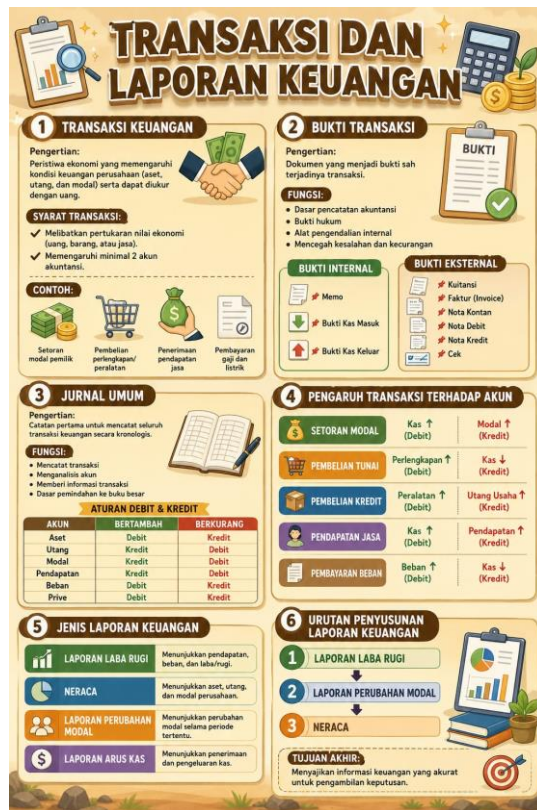 TRANSAKSI DAN
LAPORAN KEUANGAN
1 TRANSAKSI KEUANGAN
Pengertian:
Peristiwa ekonomi yang memengaruhi
kondisi keuangan perusahaan (aset,
utang, dan modal) serta dapat diukur
dengan uang.
SYARAT TRANSAKSI:
Melibatkan pertukaran nilai ekonomi
(uang, barang, atau jasa).
Memengaruhi minimal 2 akun
akuntansi.
CONTOH:
Setoran
modal pemilik
Pembelian
perlengkapan/
peralatan
Penerimaan
pendapatan
jasa
Pembayaran
gaji dan
listrik
2 BUKTI TRANSAKSI
Pengertian:
Dokumen yang menjadi bukti sah
terjadinya transaksi.
BUKTI
FUNGSI:
• Dasar pencatatan akuntansi
• Bukti hukum
• Alat pengendalian internal
• Mencegah kesalahan dan kecurangan
BUKTI INTERNAL
Memo
Bukti Kas Masuk
Bukti Kas Keluar
BUKTI EKSTERNAL
Kuitansi
Faktur (Invoice)
Nota Kontan
Nota Debit
Nota Kredit
Cek
3 JURNAL UMUM
Pengertian:
Catatan pertama untuk mencatat seluruh
transaksi keuangan secara kronologis.
FUNGSI:
• Mencatat transaksi
• Menganalisis akun
• Memberi informasi transaksi
• Dasar pemindahan ke buku besar
ATURAN DEBIT & KREDIT
AKUN BERTAMBAH BERKURANG
Aset Debit Kredit
Utang Kredit Debit
Modal Kredit Debit
Pendapatan Kredit Debit
Beban Debit Kredit
Prive Debit Kredit
4 PENGARUH TRANSAKSI TERHADAP AKUN
SETORAN MODAL Kas ↑ (Debit) Modal ↑ (Kredit)
PEMBELIAN TUNAI Perlengkapan ↑ (Debit) Kas ↓ (Kredit)
PEMBELIAN KREDIT Peralatan ↑ (Debit) Utang Usaha ↑ (Kredit)
PENDAPATAN JASA Kas ↑ (Debit) Pendapatan ↑ (Kredit)
PEMBAYARAN BEBAN Beban ↑ (Debit) Kas ↓ (Kredit)
5 JENIS LAPORAN KEUANGAN
LAPORAN LABA RUGI
Menunjukkan pendapatan,
beban, dan laba/rugi.
NERACA
Menunjukkan aset, utang,
dan modal perusahaan.
LAPORAN PERUBAHAN
MODAL
Menunjukkan perubahan
modal selama periode
tertentu.
LAPORAN ARUS KAS
Menunjukkan penerimaan
dan pengeluaran kas.
6 URUTAN PENYUSUNAN
LAPORAN KEUANGAN
1 LAPORAN LABA RUGI
2 LAPORAN PERUBAHAN MODAL
3 NERACA
TUJUAN AKHIR:
Menyajikan informasi keuangan yang akurat
untuk pengambilan keputusan.